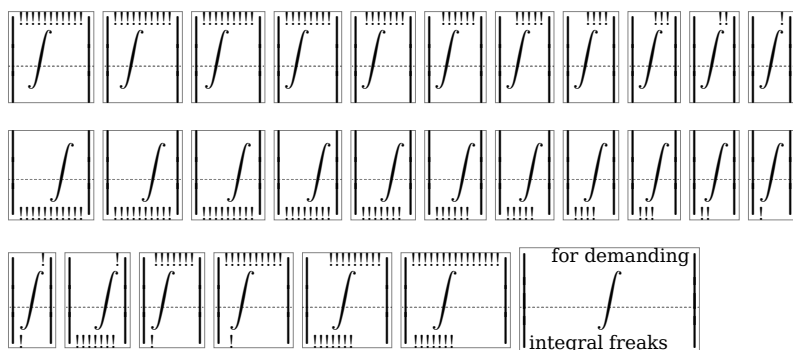 !!!!!!!!!!! !!!!!!!!!! !!!!!!!!! !!!!!!!! !!!!!!! !!!!!! !!!!! !!!! !!! !! !
∫ ∫ ∫ ∫ ∫ ∫ ∫ ∫ ∫ ∫ ∫
∫ ∫ ∫ ∫ ∫ ∫ ∫ ∫ ∫ ∫ ∫
!!!!!!!!!!! !!!!!!!!!! !!!!!!!!! !!!!!!!! !!!!!!! !!!!!! !!!!! !!!! !!! !! !
! ! !!!!!!! !!!!!!!!!! !!!!!!!!! !!!!!!!!!!!!!! for demanding
∫ ∫ ∫ ∫ ∫ ∫ ∫
! !!!!!!! ! ! !!!!!!! !!!!!!! integral freaks